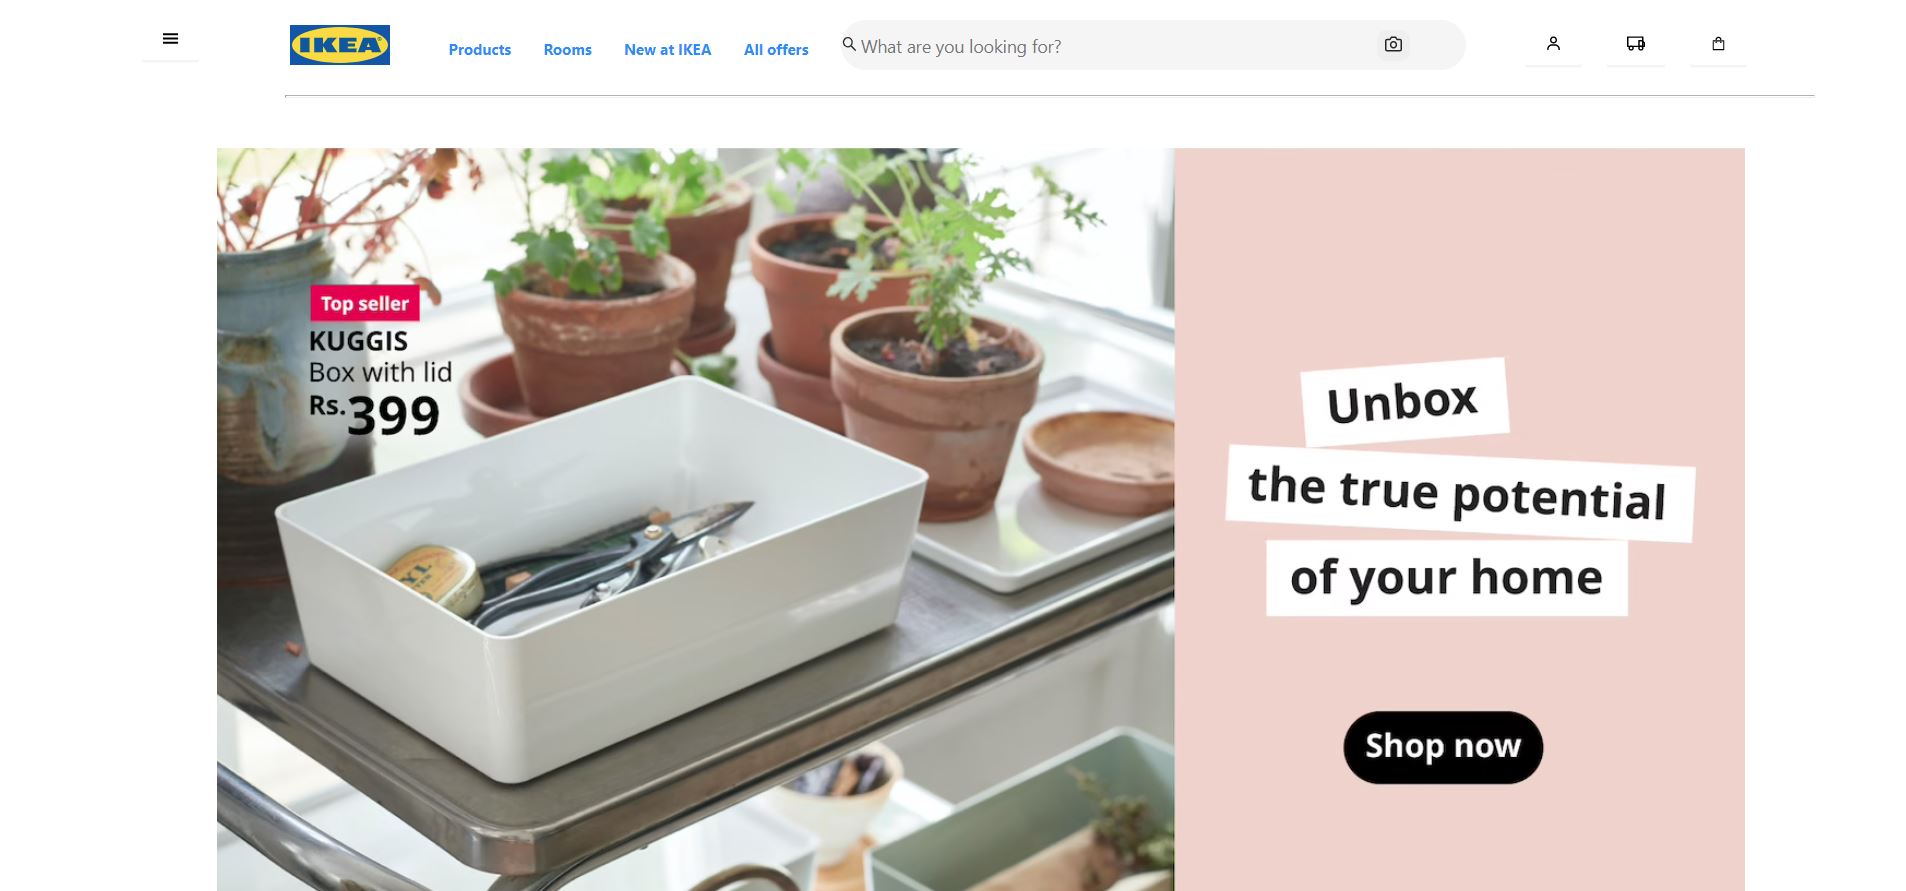 IKEA
Products Rooms New at IKEA All offers What are you looking for?
Top seller
KUGGIS
Box with lid
Rs.399
Unbox
the true potential
of your home
Shop now